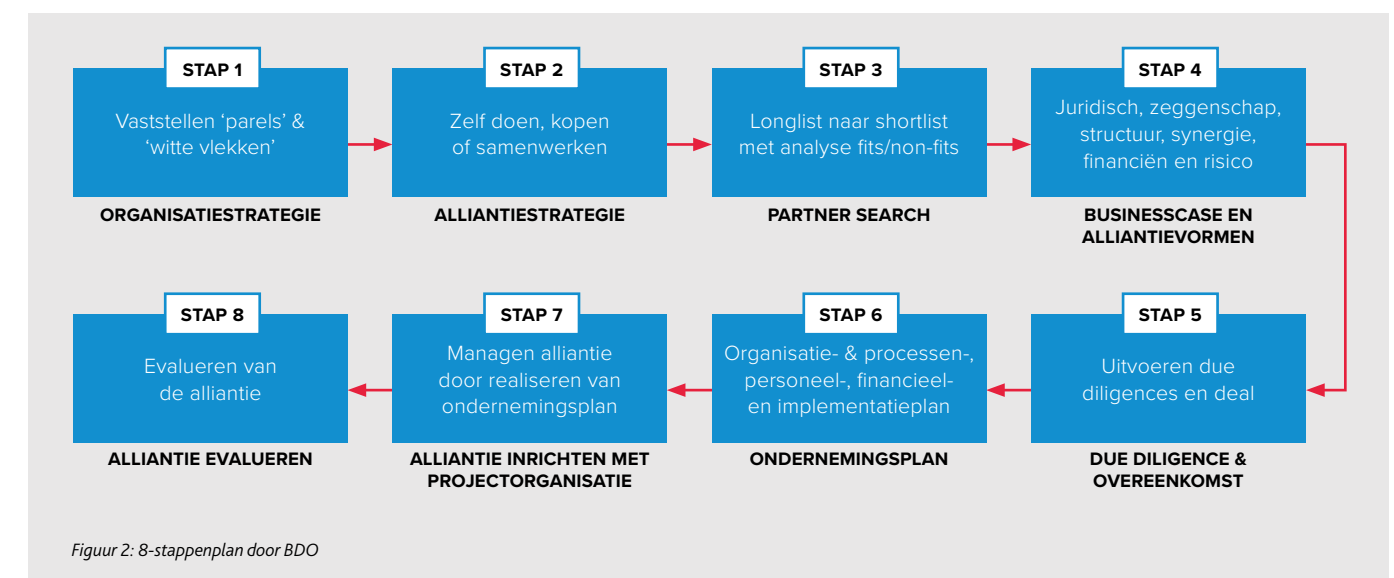 STAP 1
Vaststellen ‘parels’ &
‘witte vlekken’
ORGANISATIESTRATEGIE
STAP 2
Zelf doen, kopen
of samenwerken
ALLIANTIESTRATEGIE
STAP 3
Longlist naar shortlist
met analyse fits/non-fits
PARTNER SEARCH
STAP 4
Juridisch, zeggenschap,
structuur, synergie,
financiën en risico
BUSINESSCASE EN
ALLIANTIEVORMEN
STAP 5
Uitvoeren due
diligences en deal
DUE DILIGENCE &
OVEREENKOMST
STAP 6
Organisatie- & processen-,
personeel-, financieel-
en implementatieplan
ONDERNEMINGSPLAN
STAP 7
Managen alliantie
door realiseren van
ondernemingsplan
ALLIANTIE INRICHTEN MET
PROJECTORGANISATIE
STAP 8
Evalueren van
de alliantie
ALLIANTIE EVALUEREN
Figuur 2: 8-stappenplan door BDO